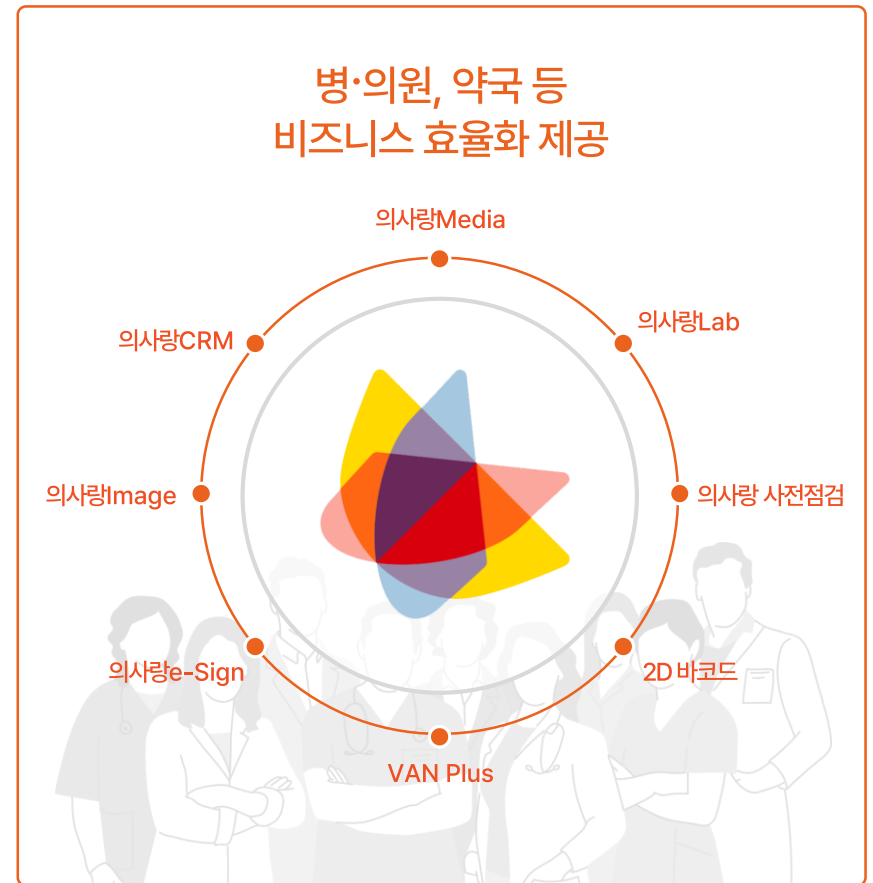 병·의원, 약국 등
비즈니스 효율화 제공
의사랑Media
의사랑Lab
의사랑CRM
의사랑Image
의사랑 사전점검
의사랑e-Sign
2D 바코드
VAN Plus